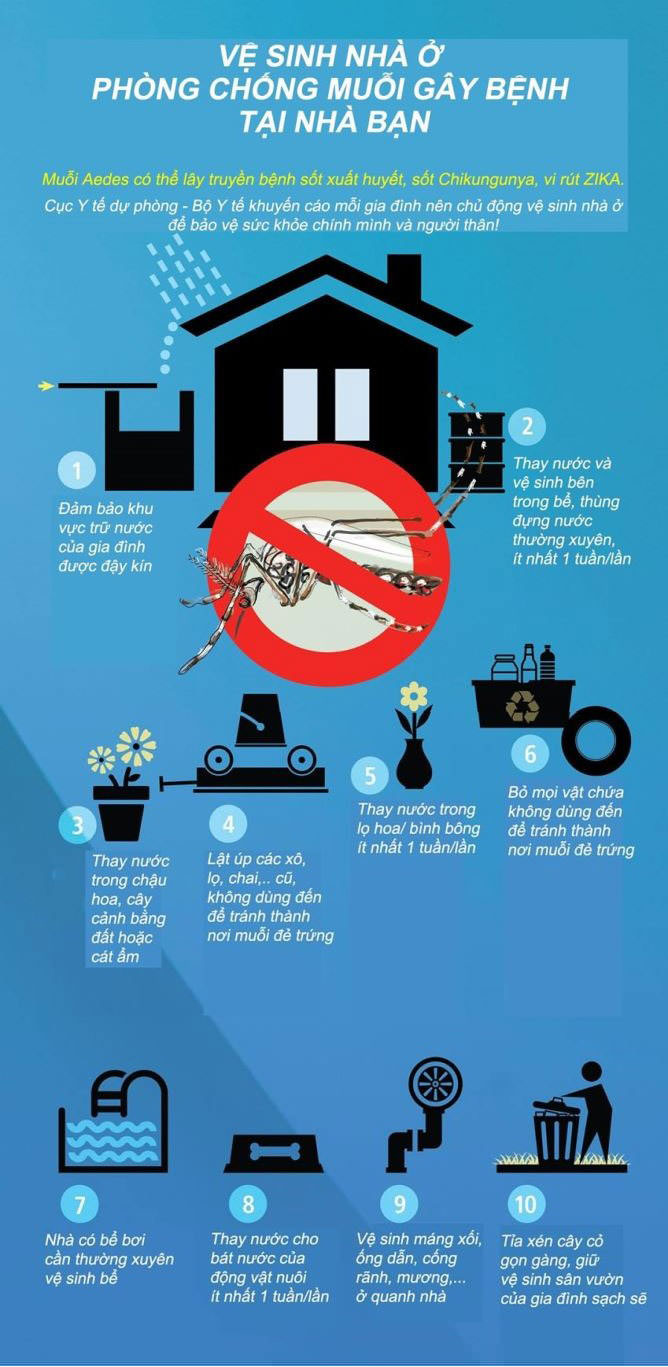 VỆ SINH NHÀ Ở
PHÒNG CHỐNG MUỖI GÂY BỆNH
TẠI NHÀ BẠN
Muỗi Aedes có thể lây truyền bệnh sốt xuất huyết, sốt Chikungunya, vi rút ZIKA.
Cục Y tế dự phòng - Bộ Y tế khuyến cáo mỗi gia đình nên chủ động vệ sinh nhà ở
để bảo vệ sức khỏe chính mình và người thân!
1
Đảm bảo khu
vực trữ nước
của gia đình
được đậy kín
2
Thay nước và
vệ sinh bên
trong bể, thùng
đựng nước
thường xuyên,
ít nhất 1 tuần/lần
3
Thay nước
trong chậu
hoa, cây
cảnh bằng
đất hoặc
cát ẩm
4
Lật úp các xô,
lọ, chai,.. cũ,
không dùng đến
để tránh thành
nơi muỗi đẻ trứng
5
Thay nước trong
lọ hoa/ bình bông
ít nhất 1 tuần/lần
6
Bỏ mọi vật chứa
không dùng đến
để tránh thành
nơi muỗi đẻ trứng
7
Nhà có bể bơi
cần thường xuyên
vệ sinh bể
8
Thay nước cho
bát nước của
động vật nuôi
ít nhất 1 tuần/lần
9
Vệ sinh máng xối,
ống dẫn, cống
rãnh, mương,...
ở quanh nhà
10
Tỉa xén cây cỏ
gọn gàng, giữ
vệ sinh sân vườn
của gia đình sạch sẽ